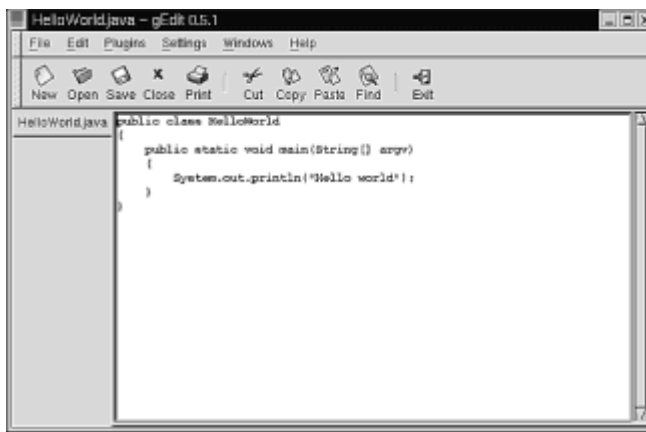 HelloWorld.java – gEdit 0.5.1
File Edit Plugins Settings Windows Help
New Open Save Close Print Cut Copy Paste Find Exit
HelloWorld.java
public class HelloWorld
{
public static void main(String[] argv)
{
System.out.println("Hello world");
}
}